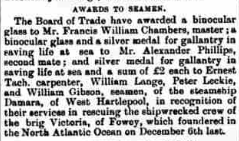 AWARDS TO SEAMEN.
The Board of Trade have awarded a binocular
glass to Mr. Francis William Chambers, master; a
binocular glass and a silver medal for gallantry in
saving life at sea to Mr. Alexander Phillips,
second mate; and silver medal for gallantry in
saving life at sea and a sum of £2 each to Ernest
Tach, carpenter, William Lange, Peter Leckie,
and William Gibson, seamen, of the steamship
Damara, of West Hartlepool, in recognition of
their services in rescuing the shipwrecked crew of
the brig Victoria, of Fowey, which foundered in
the North Atlantic Ocean on December 6th last.